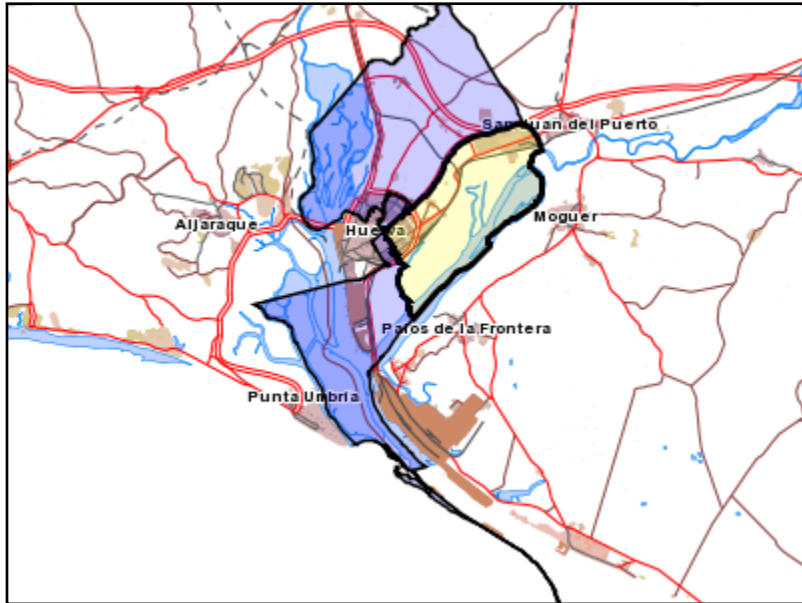 San Juan del Puerto
Aljaraque
Huelva
Moguer
Palos de la Frontera
Punta Umbría